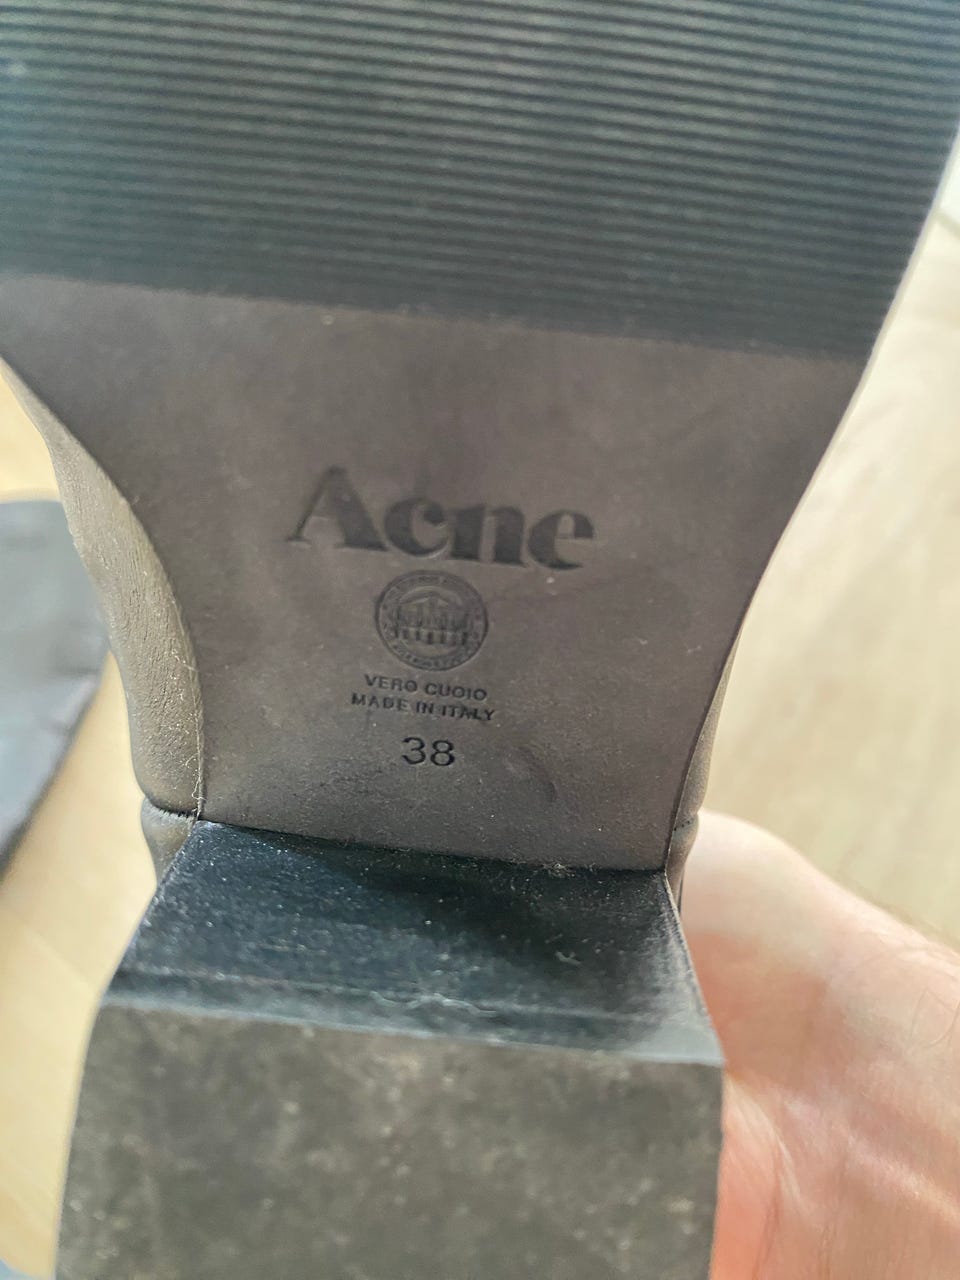 Acne
VERO CUOIO
MADE IN ITALY
38